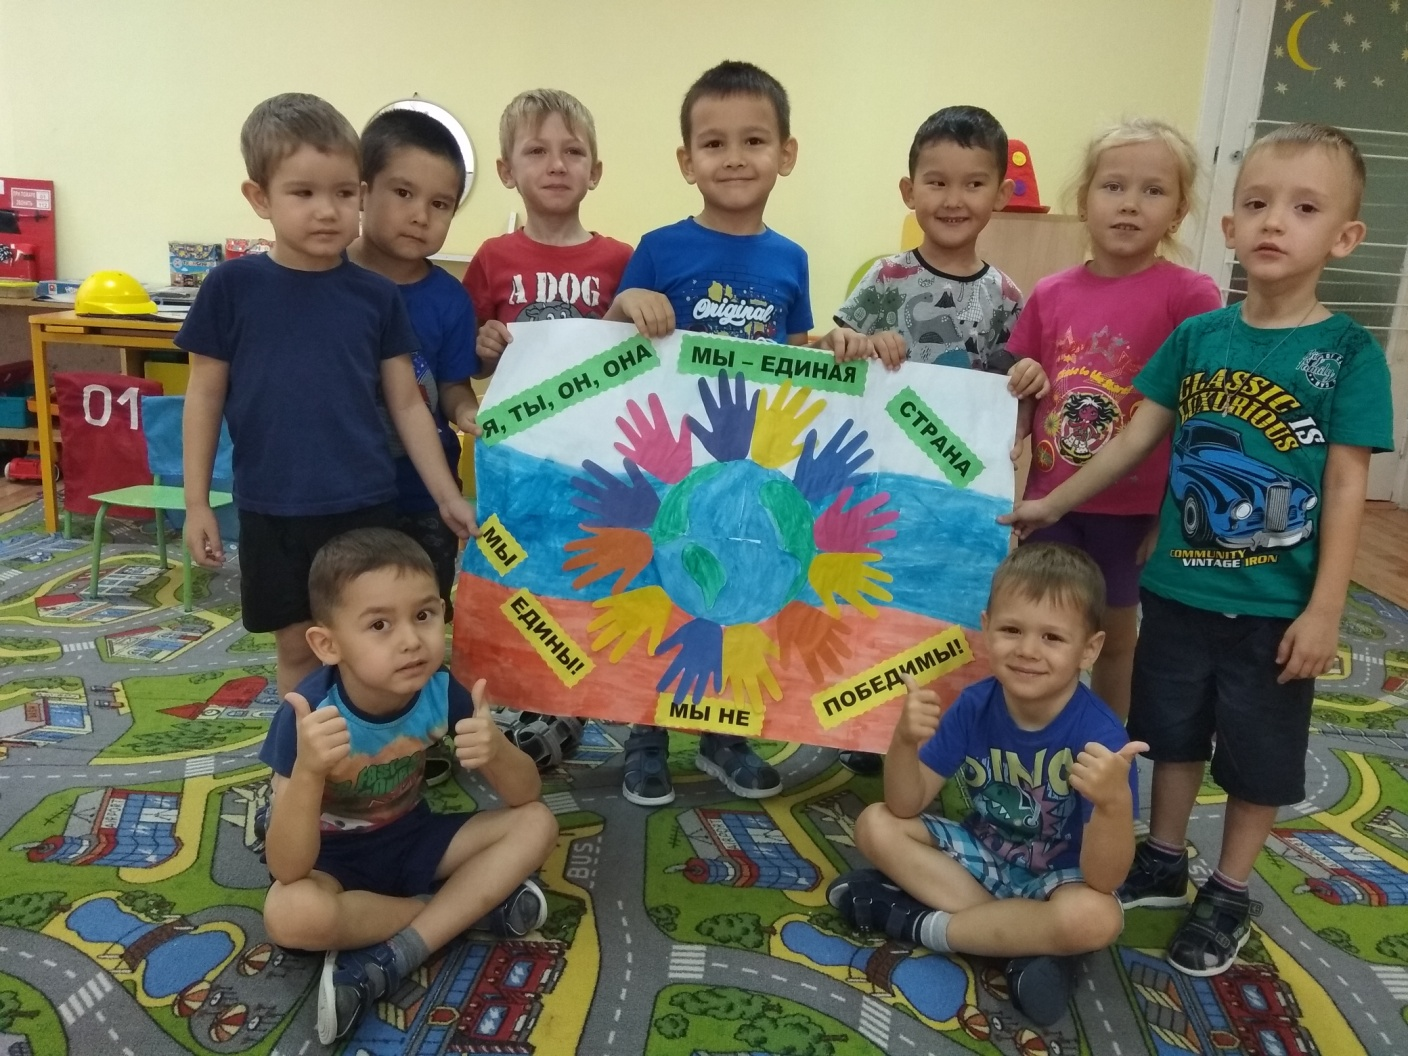 Я, ТЫ, ОН, ОНА
МЫ – ЕДИНАЯ
СТРАНА
МЫ
ЕДИНЫ!
МЫ НЕ
ПОБЕДИМЫ!
A DOG
Original
CLASSIC IS
LUXURIOUS
COMMUNITY
VINTAGE IRON
DINO
01
BUS